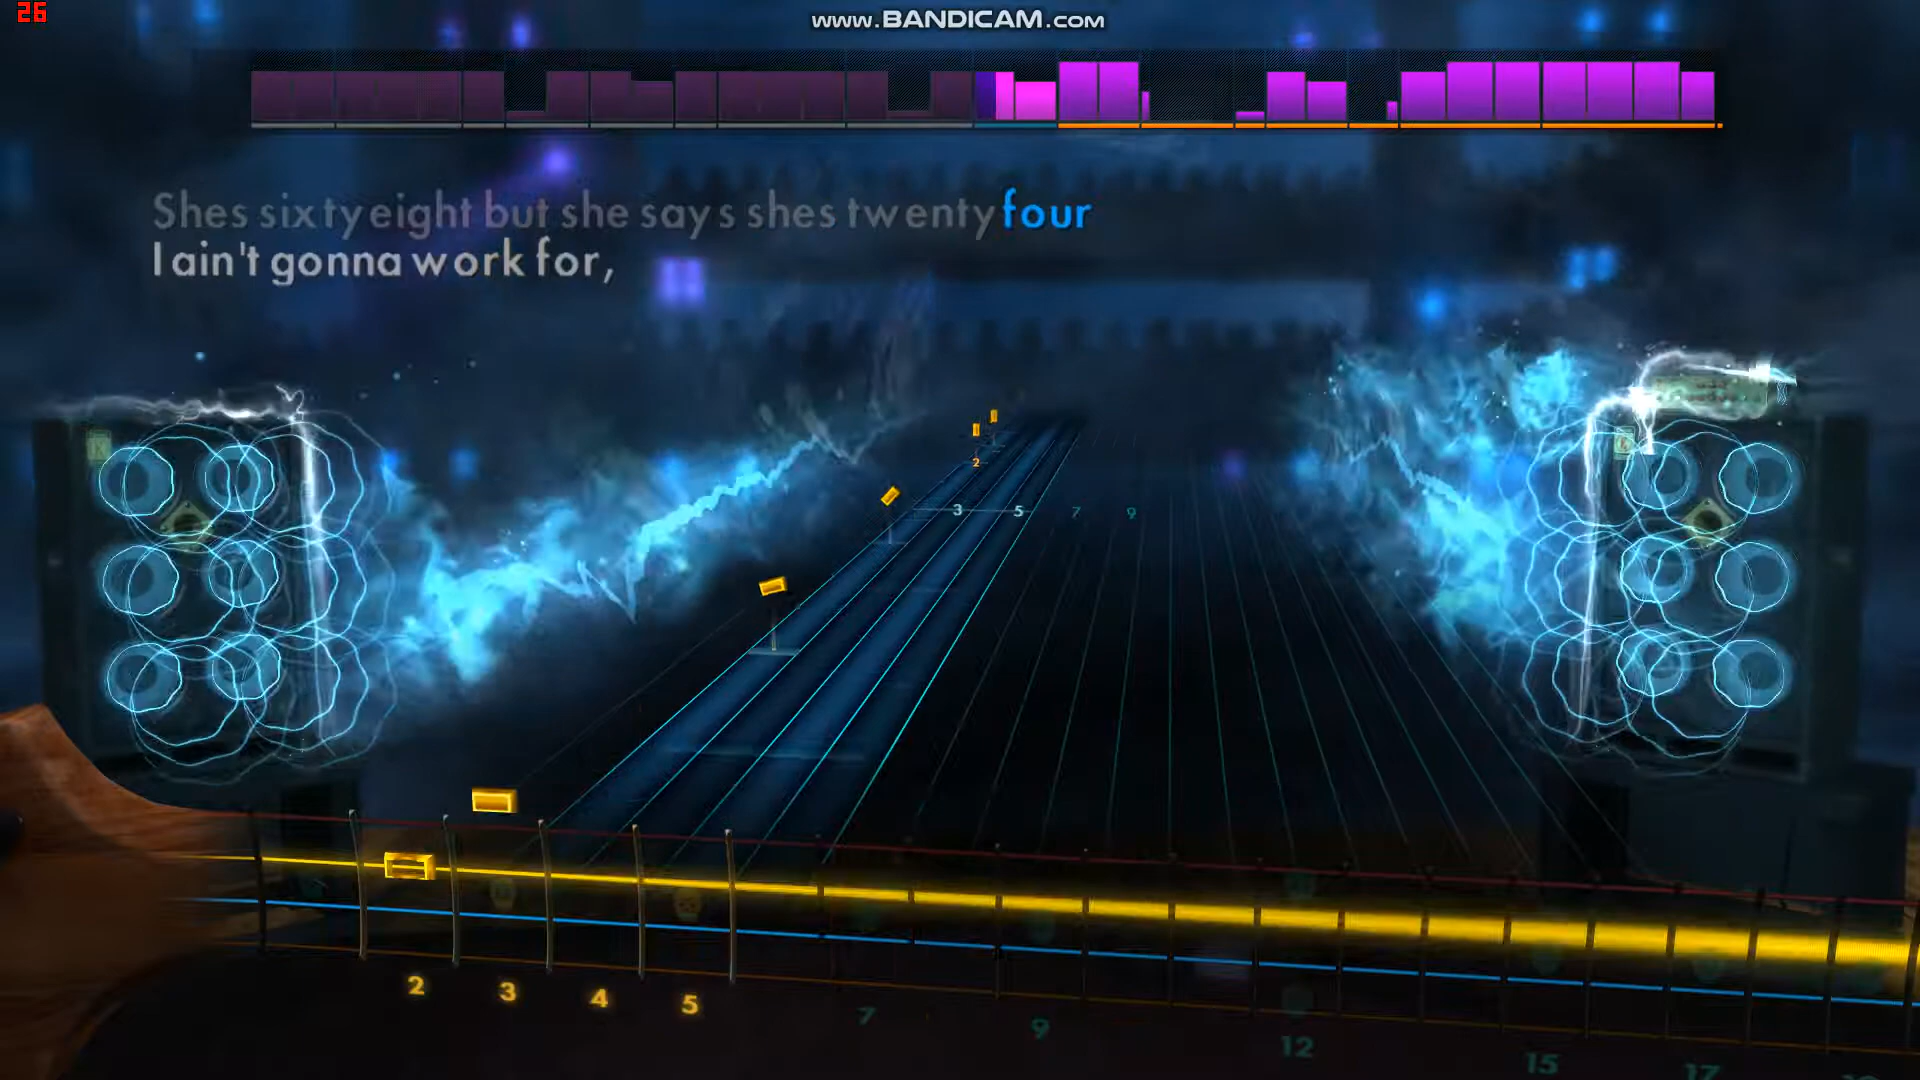 26
www.BANDICAM.com
Shes sixtyeight but she says shes twenty four
I ain't gonna work for,
2
3 5 7 9
2 3 4 5 7 9 12 15 17